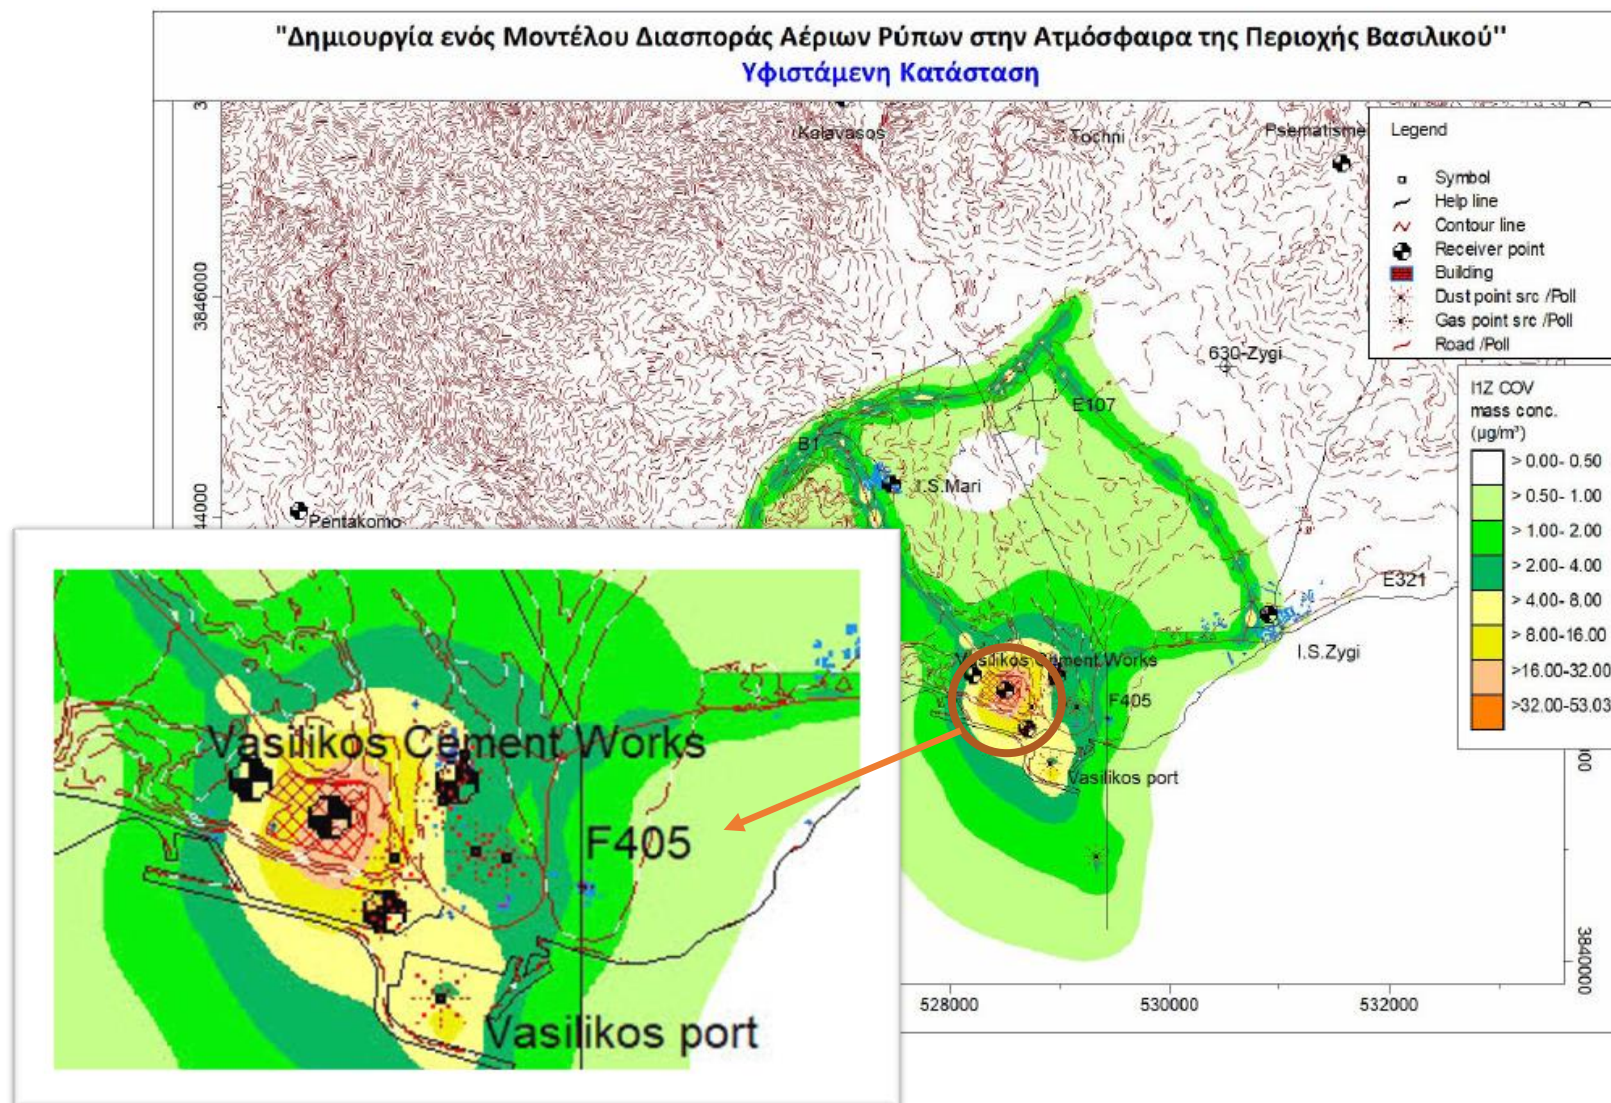 "Δημιουργία ενός Μοντέλου Διασποράς Αέριων Ρύπων στην Ατμόσφαιρα της Περιοχής Βασιλικού"
Υφιστάμενη Κατάσταση
Kalavasos
Tochni
Psematisme
Legend
Symbol
Help line
Contour line
Receiver point
Building
Dust point src /Poll
Gas point src /Poll
Road /Poll
3846000
630-Zygi
E107
B1
I.S.Mari
Pentakomo
44000
I1Z COV
mass conc.
(µg/m³)
> 0.00- 0.50
> 0.50- 1.00
> 1.00- 2.00
> 2.00- 4.00
> 4.00- 8.00
> 8.00-16.00
>16.00-32.00
>32.00-53.03
E321
I.S.Zygi
Vasilikos Cement Works
F405
Vasilikos port
Vasilikos Cement Works
F405
Vasilikos port
3840000
528000
530000
532000